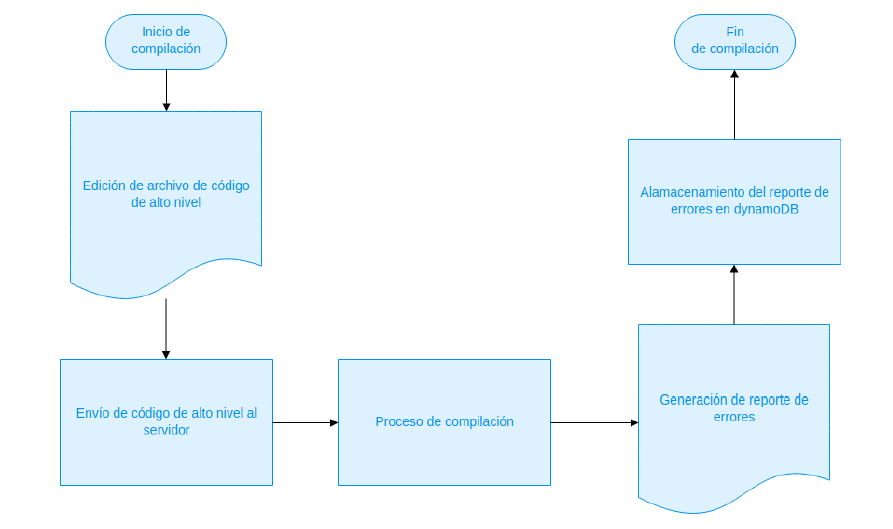 Inicio de
compilación
Edición de archivo de código
de alto nivel
Envío de código de alto nivel al
servidor
Proceso de compilación
Generación de reporte de
errores
Alamacenamiento del reporte de
errores en dynamoDB
Fin
de compilación